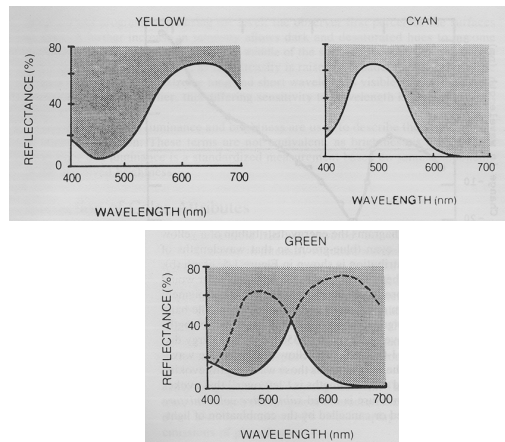 YELLOW
CYAN
REFLECTANCE (%)
80
40
0
400 500 600 700
WAVELENGTH (nm)
400 500 600 700
WAVELENGTH (nm)
GREEN
REFLECTANCE (%)
80
40
0
400 500 600 700
WAVELENGTH (nm)